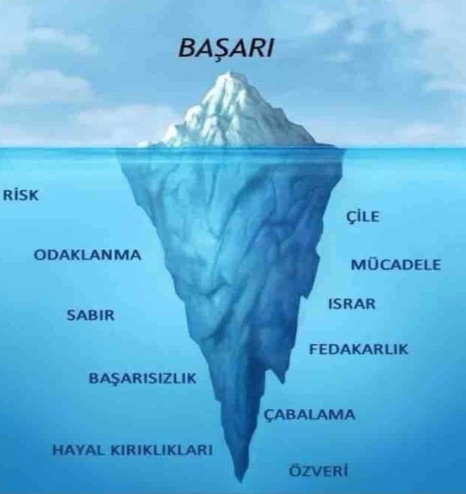 BAŞARI
RİSK
ÇİLE
ODAKLANMA
MÜCADELE
ISRAR
SABIR
FEDAKARLIK
BAŞARISIZLIK
ÇABALAMA
HAYAL KIRIKLIKLARI
ÖZVERİ